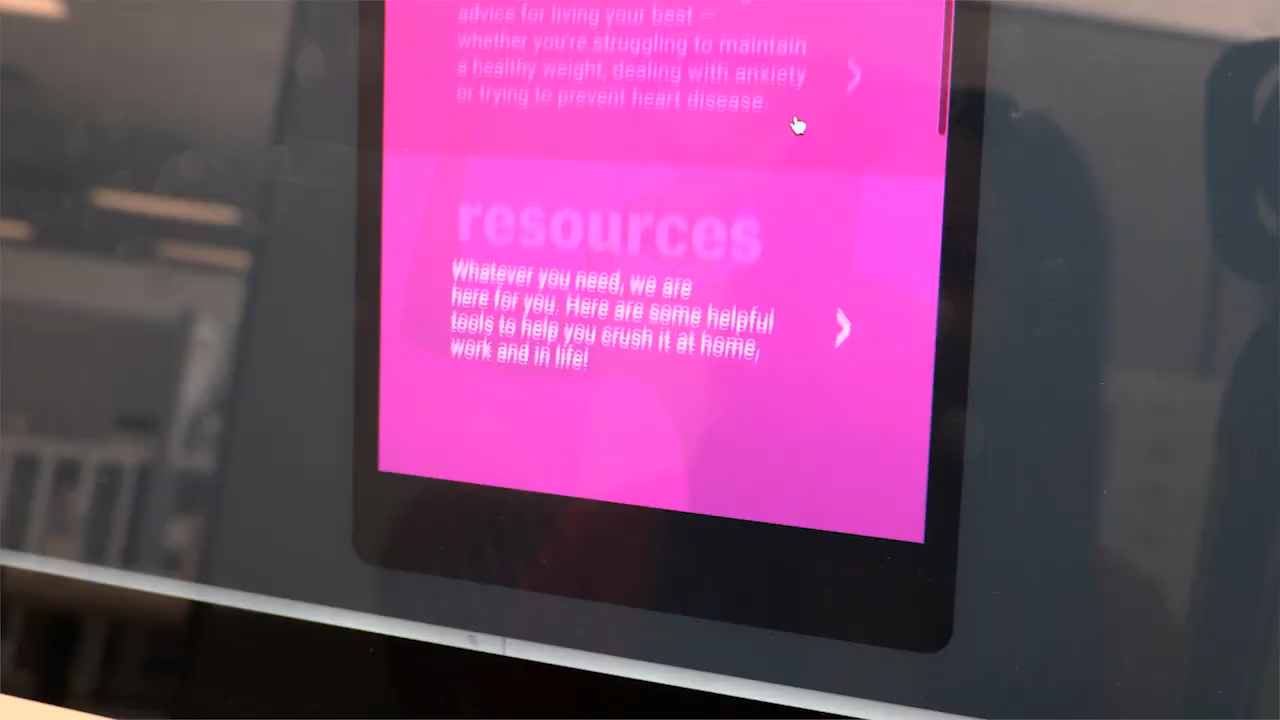 advice for living your best –
whether you're struggling to maintain
a healthy weight, dealing with anxiety
or trying to prevent heart disease.
resources
Whatever you need, we are
here for you. Here are some helpful
tools to help you crush it at home,
work and in life!